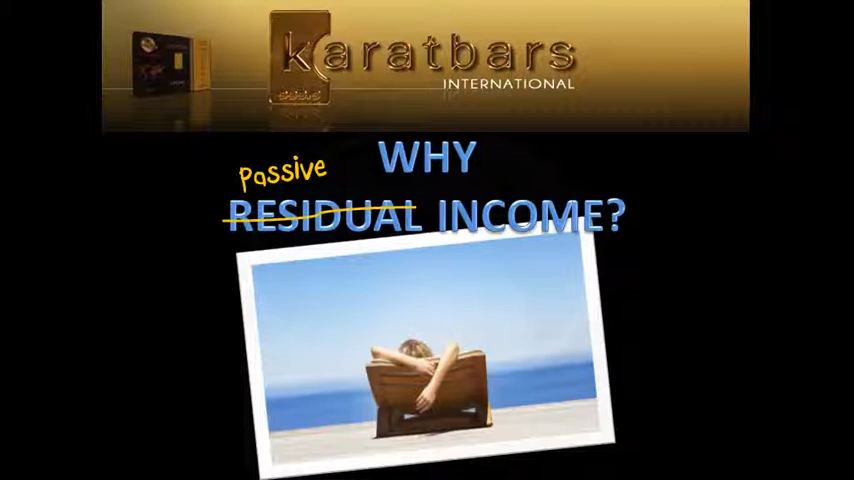 karatbars
INTERNATIONAL
WHY
Passive
RESIDUAL INCOME?